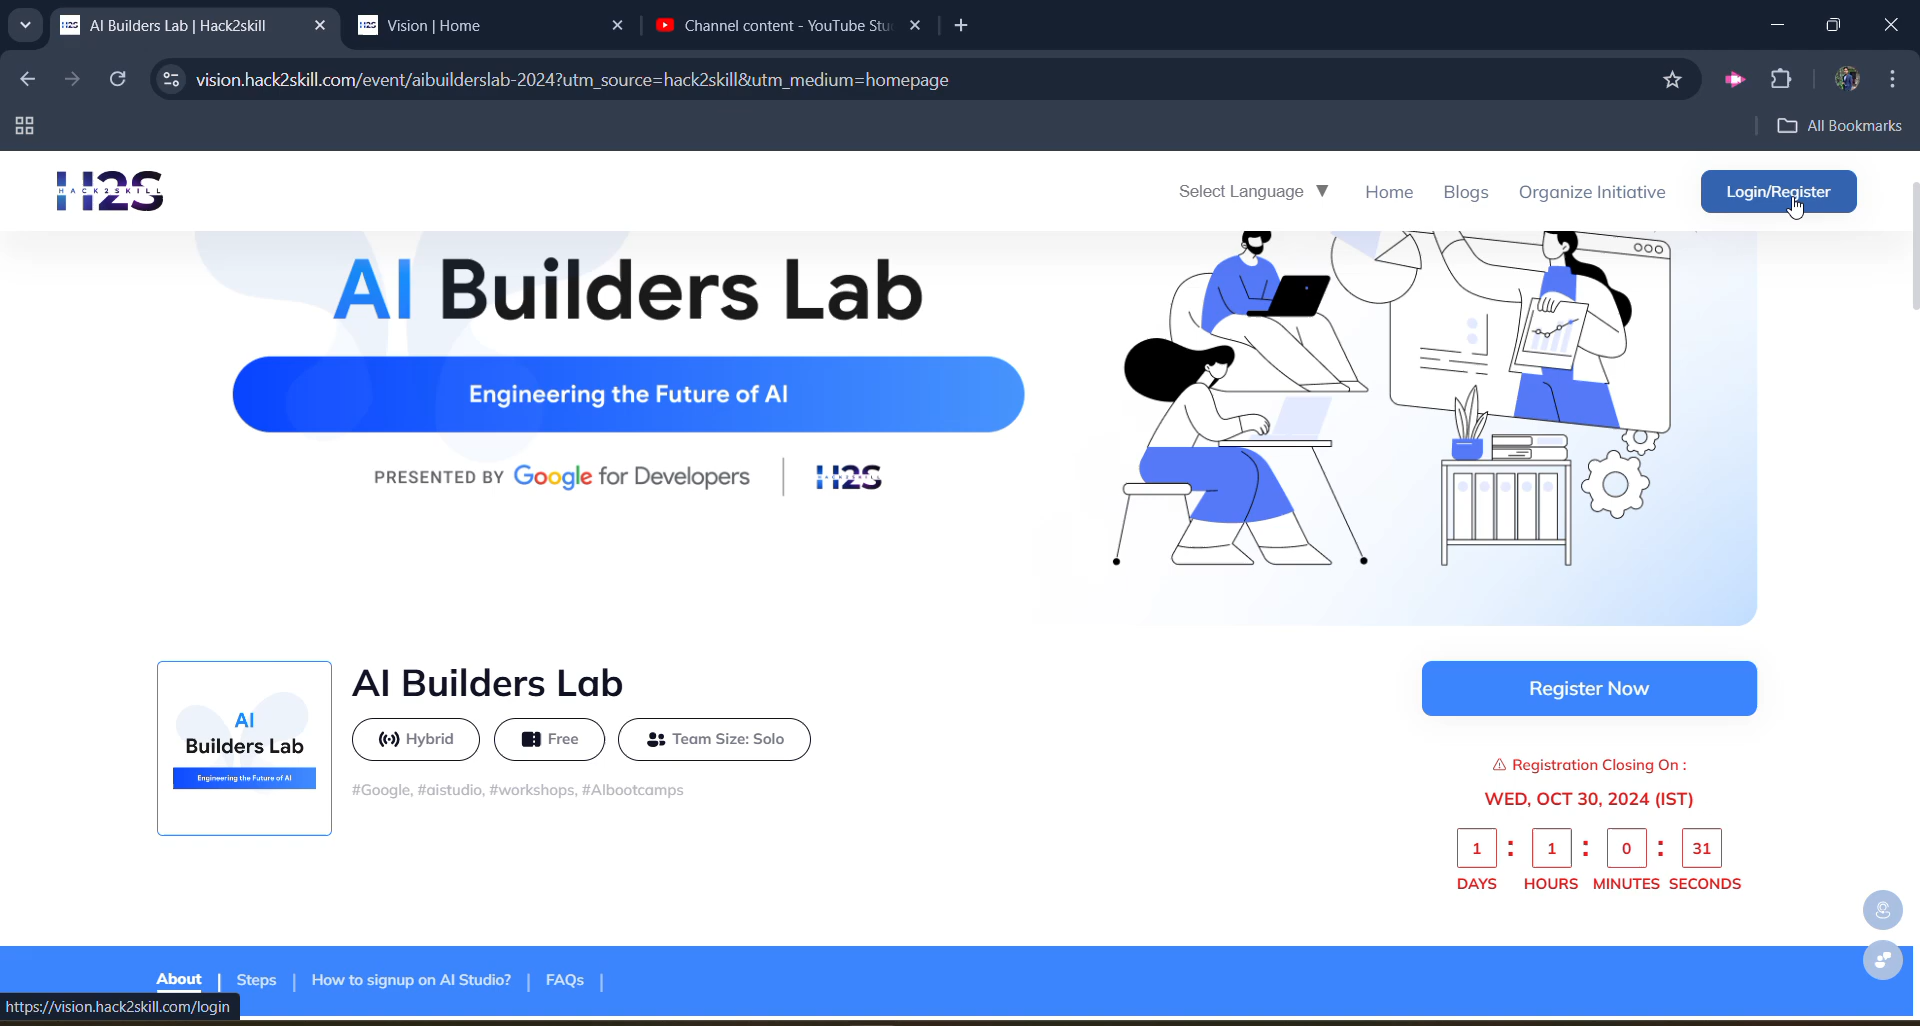 AI Builders Lab | Hack2skill
Vision | Home
Channel content - YouTube Stu
vision.hack2skill.com/event/aibuilderslab-2024?utm_source=hack2skill&utm_medium=homepage
All Bookmarks
H2S
HACK2SKILL
Select Language ▼
Home
Blogs
Organize Initiative
Login/Register
AI Builders Lab
Engineering the Future of AI
PRESENTED BY Google for Developers | H2S
AI
Builders Lab
Engineering the Future of AI
AI Builders Lab
Hybrid
Free
Team Size: Solo
#Google, #aistudio, #workshops, #AIbootcamps
Register Now
Registration Closing On :
WED, OCT 30, 2024 (IST)
1 : 1 : 0 : 31
DAYS HOURS MINUTES SECONDS
About | Steps | How to signup on AI Studio? | FAQs |
https://vision.hack2skill.com/login